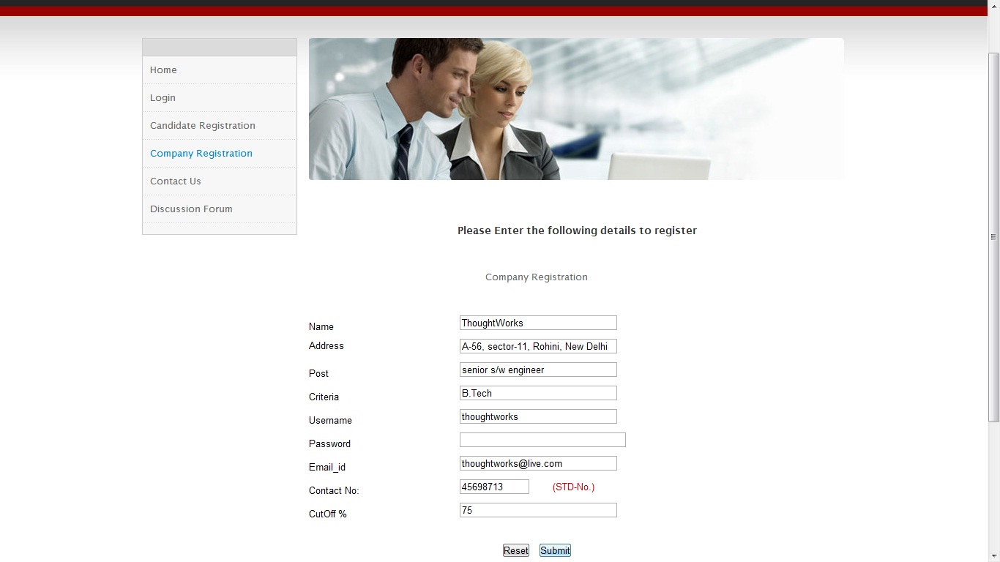 Home
Login
Candidate Registration
Company Registration
Contact Us
Discussion Forum
Please Enter the following details to register
Company Registration
Name ThoughtWorks
Address A-56, sector-11, Rohini, New Delhi
Post senior s/w engineer
Criteria B.Tech
Username thoughtworks
Password
Email_id thoughtworks@live.com
Contact No: 45698713 (STD-No.)
CutOff % 75
Reset Submit